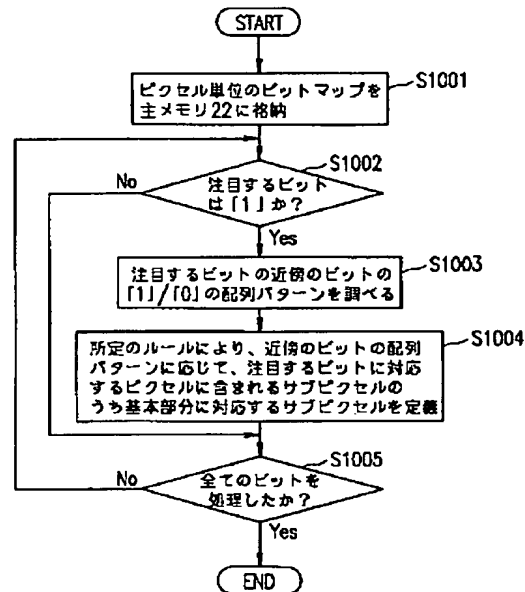 START
ピクセル単位のビットマップを
主メモリ22に格納
S1001
S1002
No
注目するビット
は「1」か？
Yes
S1003
注目するビットの近傍のビットの
「1」/「0」の配列パターンを調べる
S1004
所定のルールにより、近傍のビットの配列
パターンに応じて、注目するビットに対応
するピクセルに含まれるサブピクセルの
うち基本部分に対応するサブピクセルを定義
S1005
No
全てのビットを
処理したか？
Yes
END